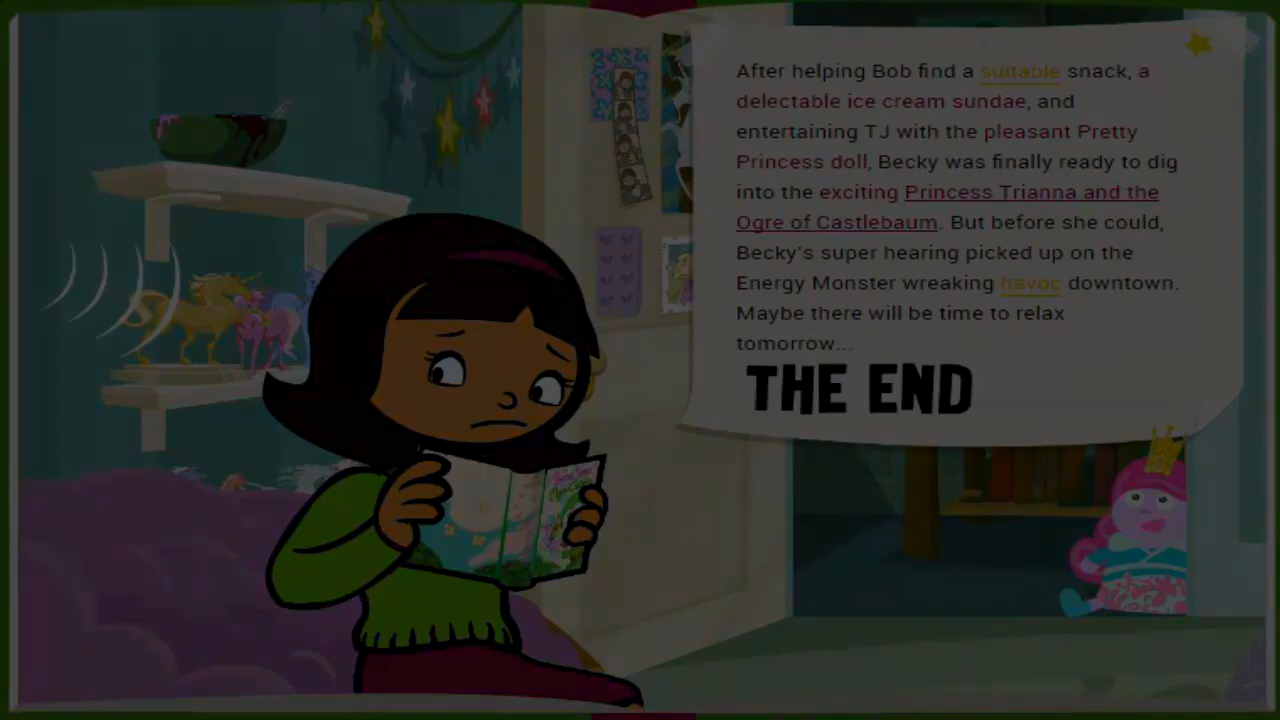 After helping Bob find a suitable snack, a
delectable ice cream sundae, and
entertaining TJ with the pleasant Pretty
Princess doll, Becky was finally ready to dig
into the exciting Princess Trianna and the
Ogre of Castlebaum. But before she could,
Becky's super hearing picked up on the
Energy Monster wreaking havoc downtown.
Maybe there will be time to relax
tomorrow...
THE END